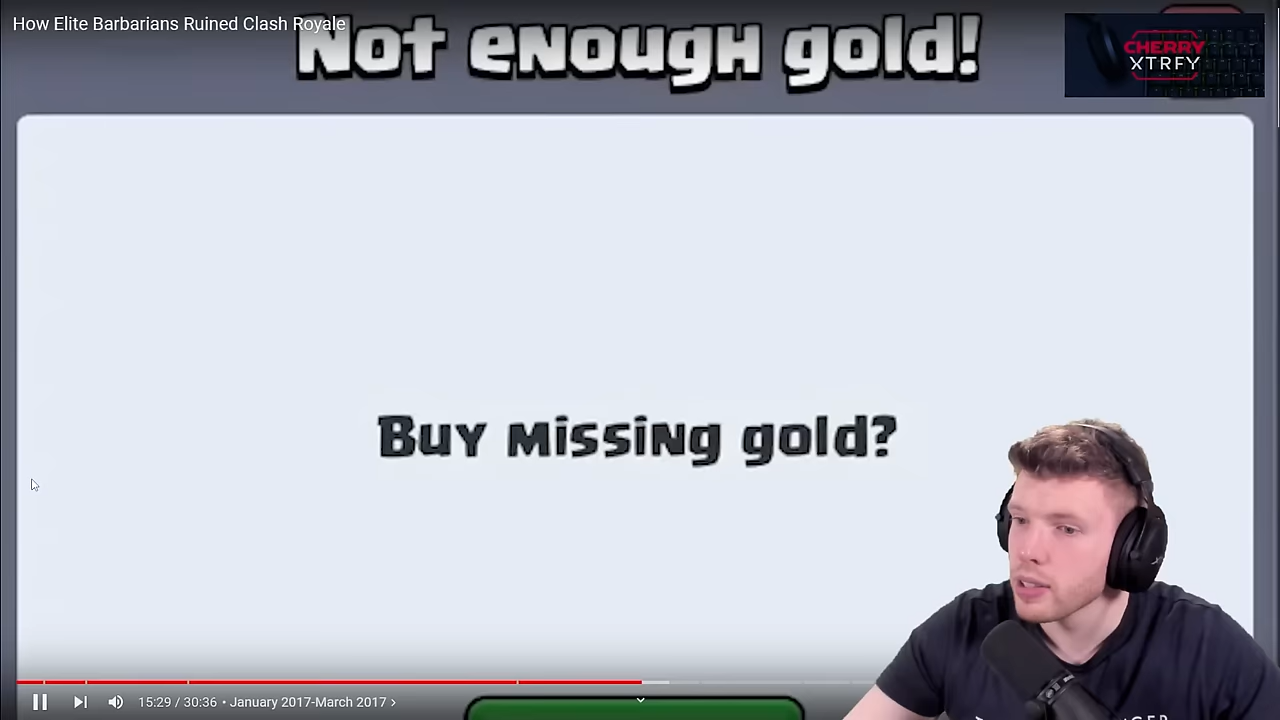 How Elite Barbarians Ruined Clash Royale
Not enough gold!
CHERRY
XTRFY
Buy missing gold?
15:29 / 30:36 • January 2017-March 2017 ›